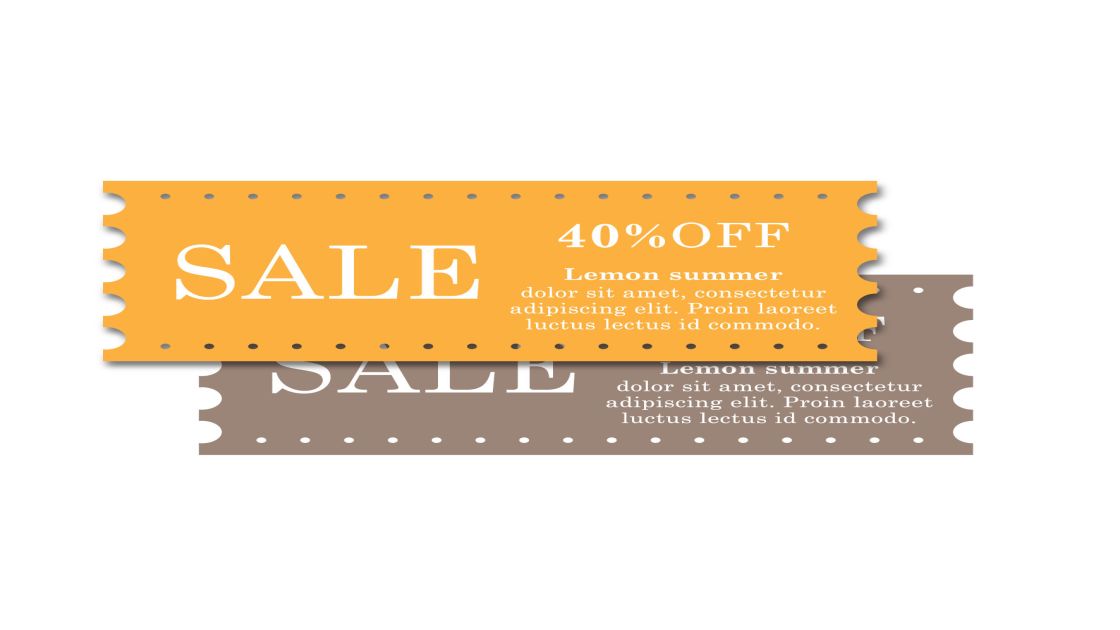 SALE
40%OFF
Lemon summer
dolor sit amet, consectetur
adipiscing elit. Proin laoreet
luctus lectus id commodo.
SALE
Lemon summer
dolor sit amet, consectetur
adipiscing elit. Proin laoreet
luctus lectus id commodo.